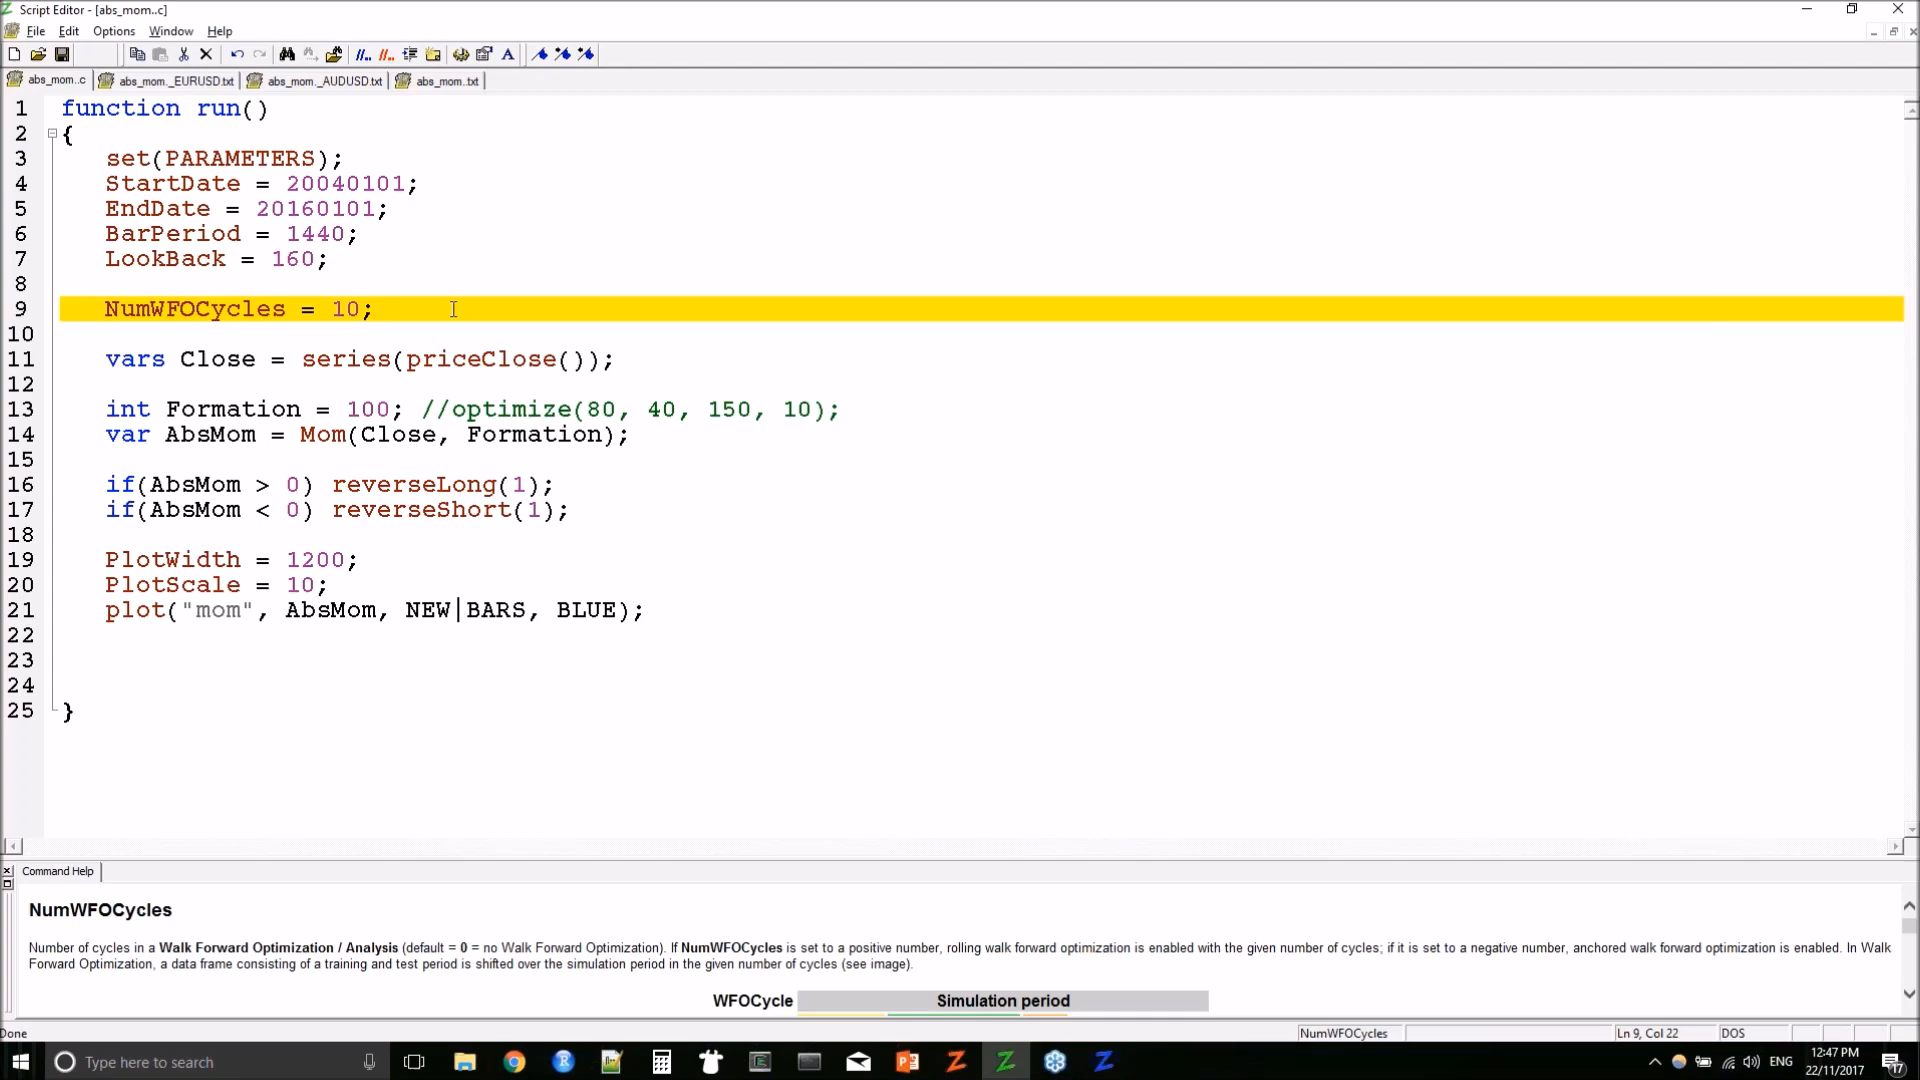 Script Editor - [abs_mom..c]
File Edit Options Window Help
abs_mom..c abs_mom._EURUSD.txt abs_mom._AUDUSD.txt abs_mom..txt
1 function run()
2 {
3 set(PARAMETERS);
4 StartDate = 20040101;
5 EndDate = 20160101;
6 BarPeriod = 1440;
7 LookBack = 160;
8
9 NumWFOCycles = 10;
10
11 vars Close = series(priceClose());
12
13 int Formation = 100; //optimize(80, 40, 150, 10);
14 var AbsMom = Mom(Close, Formation);
15
16 if(AbsMom > 0) reverseLong(1);
17 if(AbsMom < 0) reverseShort(1);
18
19 PlotWidth = 1200;
20 PlotScale = 10;
21 plot("mom", AbsMom, NEW|BARS, BLUE);
22
23
24
25 }
Command Help
NumWFOCycles
Number of cycles in a Walk Forward Optimization / Analysis (default = 0 = no Walk Forward Optimization). If NumWFOCycles is set to a positive number, rolling walk forward optimization is enabled with the given number of cycles; if it is set to a negative number, anchored walk forward optimization is enabled. In Walk
Forward Optimization, a data frame consisting of a training and test period is shifted over the simulation period in the given number of cycles (see image).
WFOCycle Simulation period
Done NumWFOCycles Ln 9, Col 22 DOS
Type here to search ENG 12:47 PM
22/11/2017 17